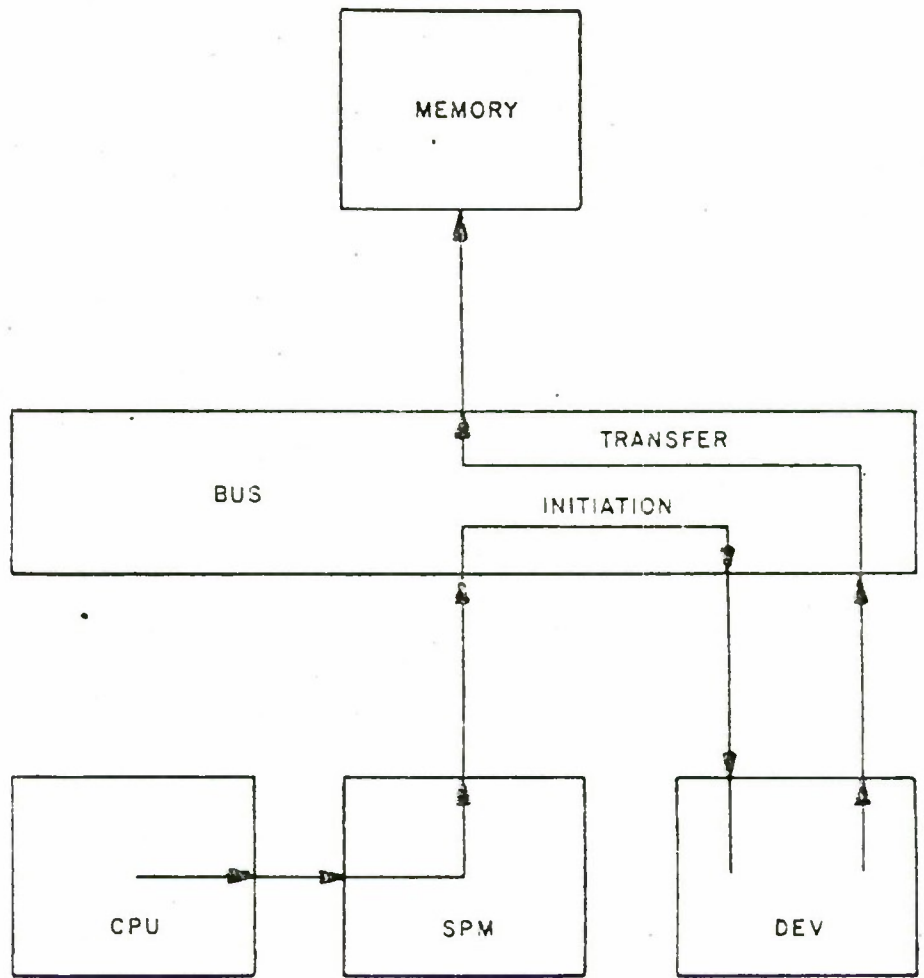 MEMORY
TRANSFER
BUS
INITIATION
CPU
SPM
DEV